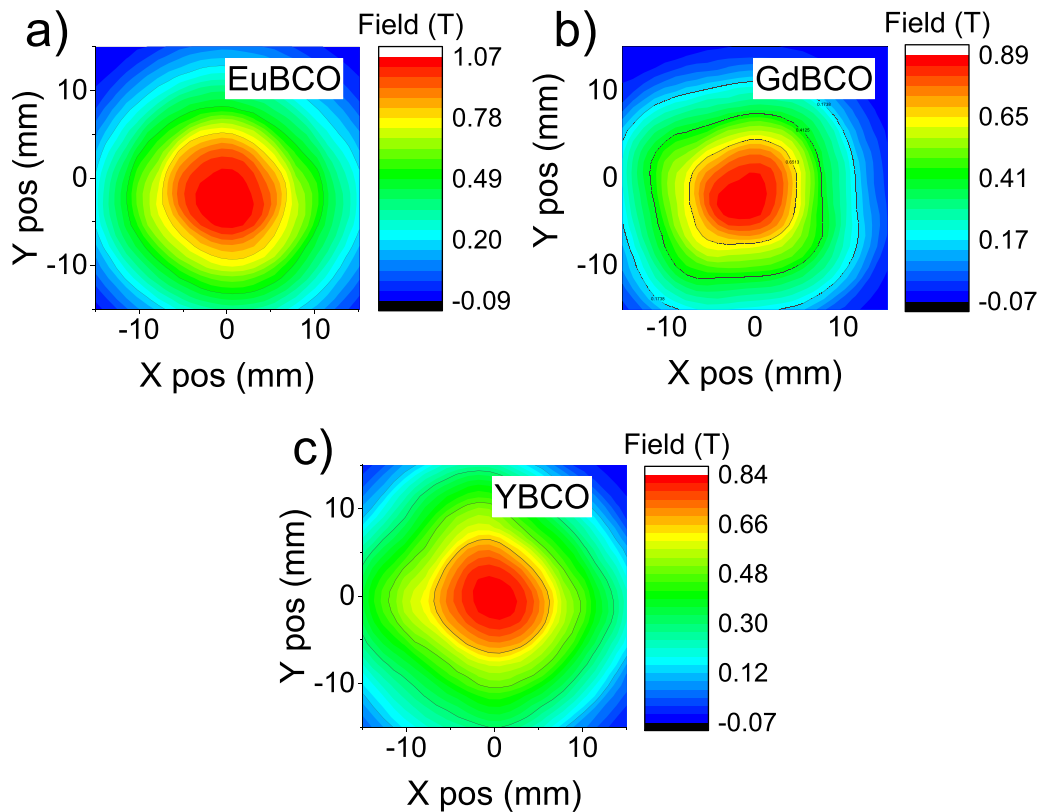 a)
Field (T)
EuBCO
1.07
0.78
0.49
0.20
-0.09
10
0
-10
Y pos (mm)
-10 0 10
X pos (mm)
b)
Field (T)
GdBCO
0.89
0.65
0.41
0.17
-0.07
10
0
-10
Y pos (mm)
-10 0 10
X pos (mm)
c)
Field (T)
YBCO
0.84
0.66
0.48
0.30
0.12
-0.07
10
0
-10
Y pos (mm)
-10 0 10
X pos (mm)